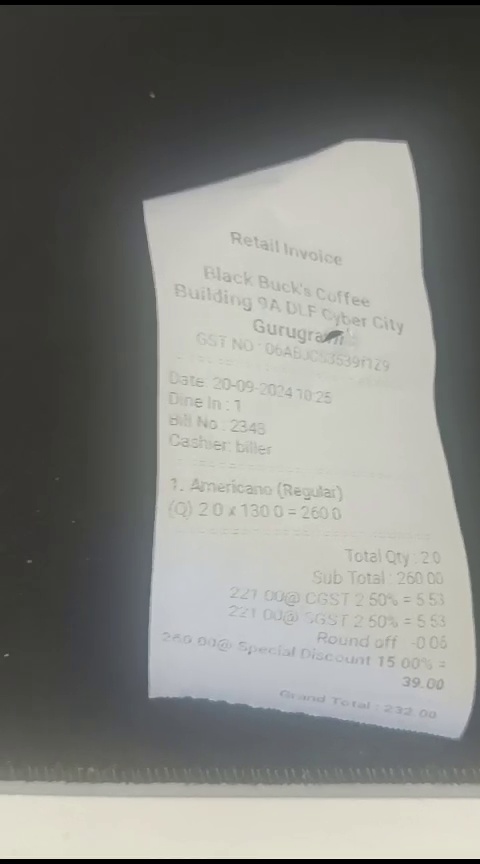 Retail Invoice
Black Buck's Coffee
Building 9A DLF Cyber City
Gurugram
GST NO :
Date: 20-09-2024 10:25
Dine In : 1
Bill No.: 2348
Cashier: biller
1. Americano (Regular)
(Q) 2.0 x 130.0 = 260.0
Total Qty : 2.0
Sub Total : 260.00
221.00@ CGST 2.50% = 5.53
221.00@ SGST 2.50% = 5.53
Round off -0.06
260.00@ Special Discount 15.00% =
39.00
Grand Total : 232.00